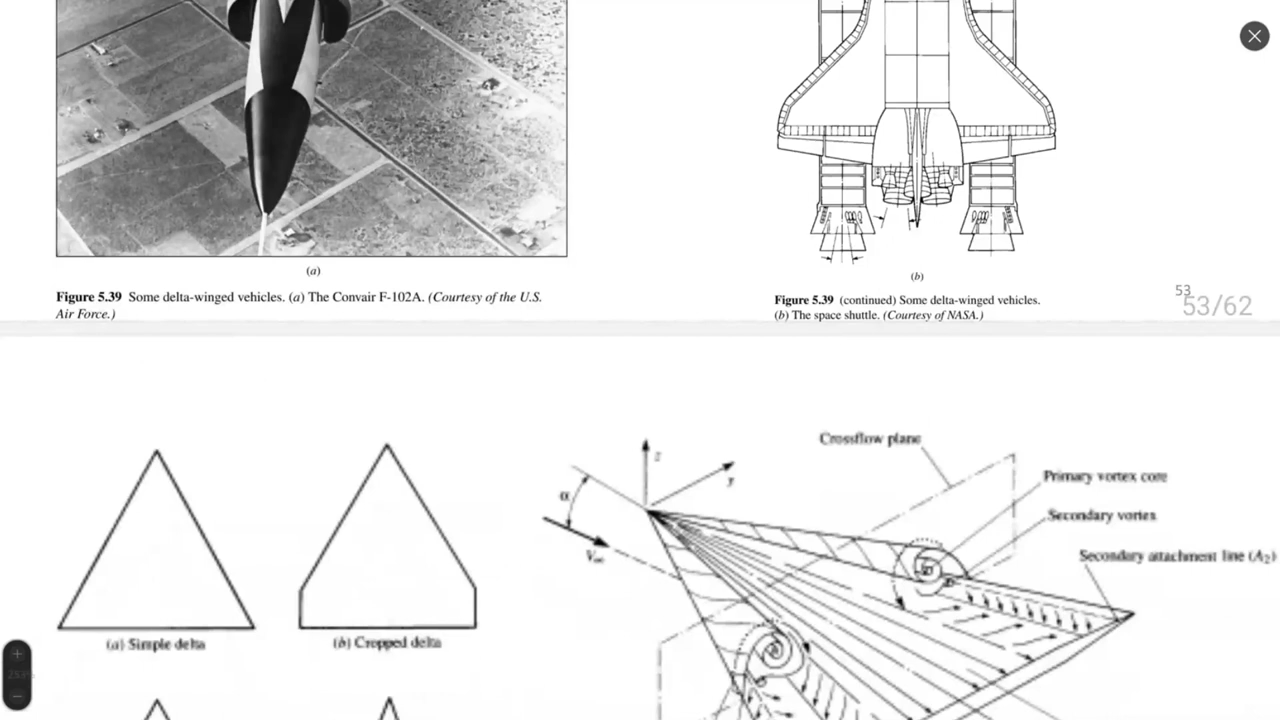 (a)
Figure 5.39 Some delta-winged vehicles. (a) The Convair F-102A. (Courtesy of the U.S.
Air Force.)
(b)
Figure 5.39 (continued) Some delta-winged vehicles.
(b) The space shuttle. (Courtesy of NASA.)
53
53/62
(a) Simple delta
(b) Cropped delta
Crossflow plane
Primary vortex core
Secondary vortex
Secondary attachment line (A2)
z
y
α
V∞
+
253%
−